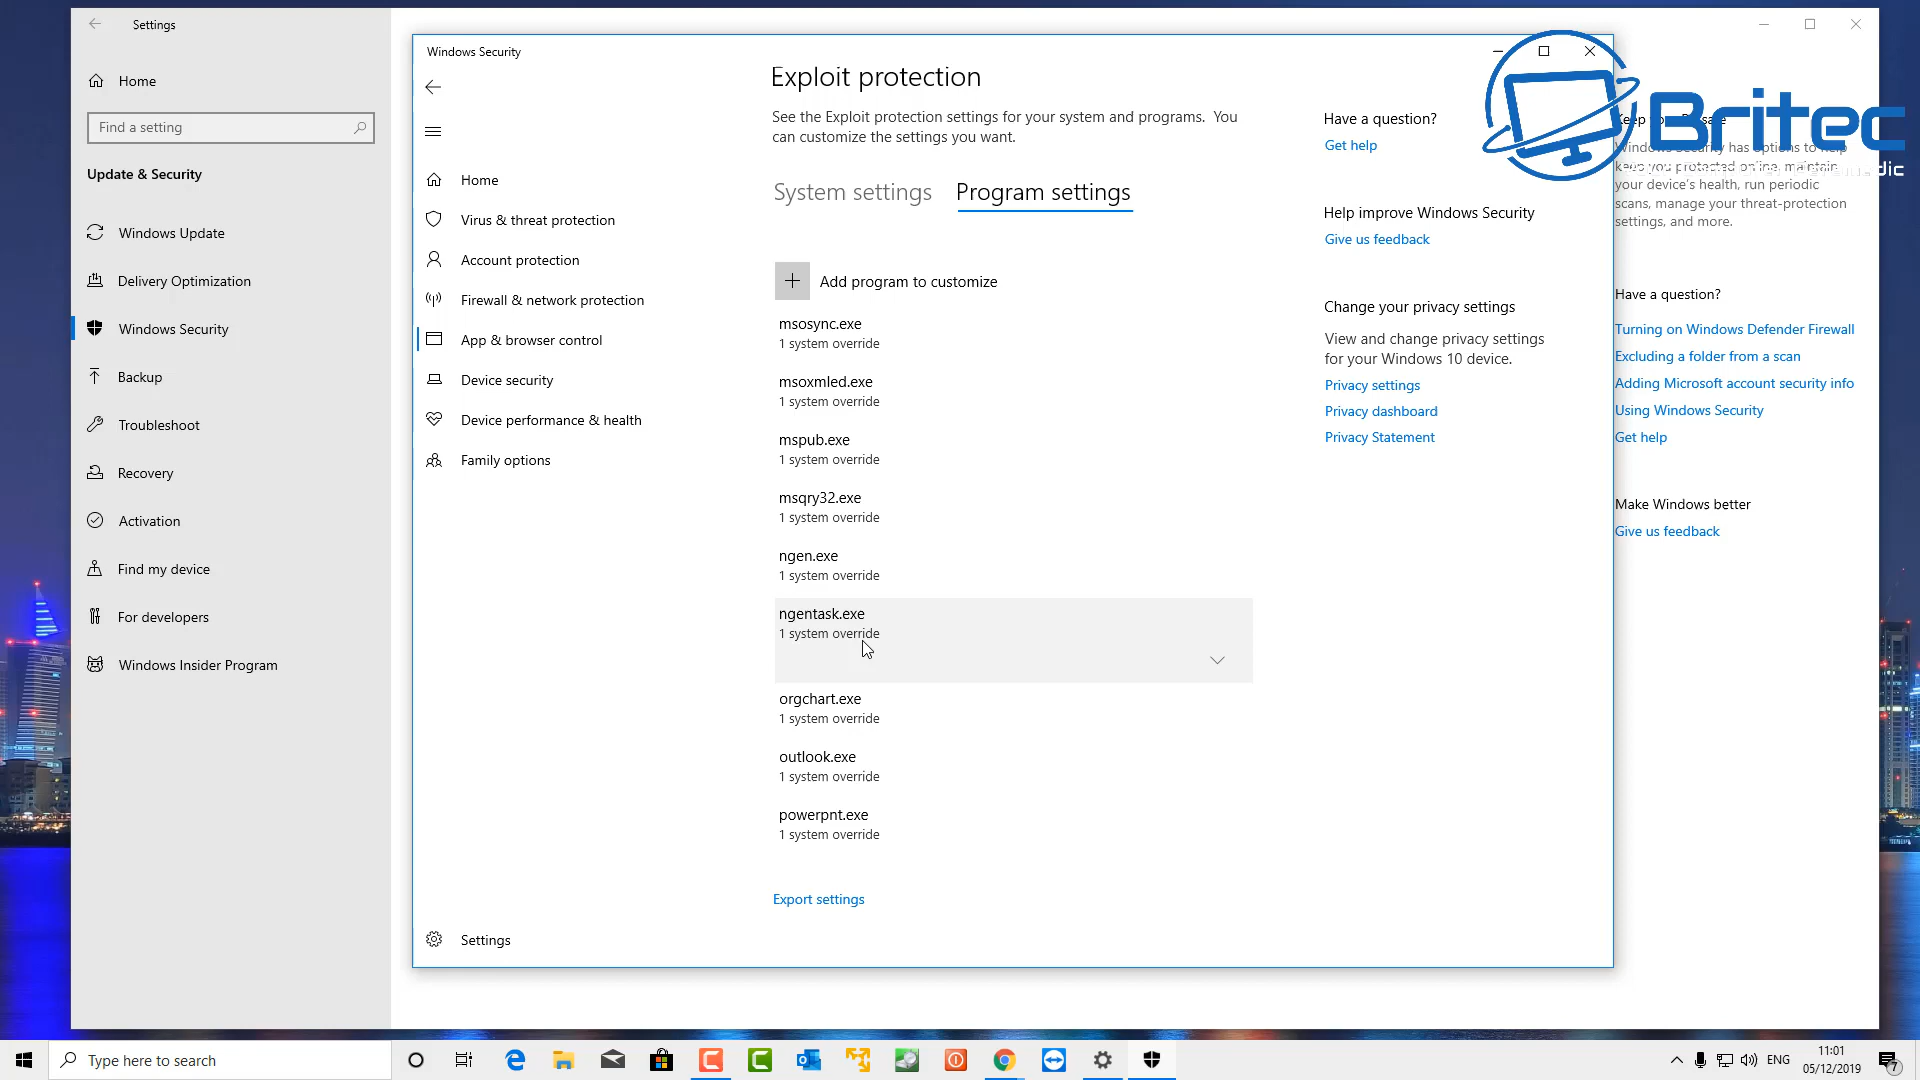 Settings
Home
Find a setting
Update & Security
Windows Update
Delivery Optimization
Windows Security
Backup
Troubleshoot
Recovery
Activation
Find my device
For developers
Windows Insider Program
Windows Security
Home
Virus & threat protection
Account protection
Firewall & network protection
App & browser control
Device security
Device performance & health
Family options
Settings
Exploit protection
See the Exploit protection settings for your system and programs. You
can customize the settings you want.
System settings
Program settings
Add program to customize
msosync.exe
1 system override
msoxmled.exe
1 system override
mspub.exe
1 system override
msqry32.exe
1 system override
ngen.exe
1 system override
ngentask.exe
1 system override
orgchart.exe
1 system override
outlook.exe
1 system override
powerpnt.exe
1 system override
Export settings
Have a question?
Get help
Help improve Windows Security
Give us feedback
Change your privacy settings
View and change privacy settings
for your Windows 10 device.
Privacy settings
Privacy dashboard
Privacy Statement
Britec
Windows Security has options to help
keep you protected online, maintain
your device's health, run periodic
scans, manage your threat-protection
settings, and more.
Have a question?
Turning on Windows Defender Firewall
Excluding a folder from a scan
Adding Microsoft account security info
Using Windows Security
Get help
Make Windows better
Give us feedback
Type here to search
ENG
11:01
05/12/2019
7